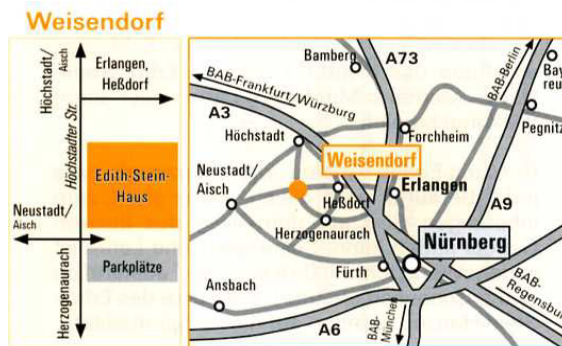 Weisendorf
Höchstadt/
Aisch
Erlangen,
Heßdorf
Höchstadter Str.
Edith-Stein-
Haus
Neustadt/
Aisch
Parkplätze
Herzogenaurach
Bamberg
A73
BAB-Berlin
Bay
reu
BAB-Frankfurt/Würzburg
A3
Pegnitz
Höchstadt
Forchheim
Weisendorf
Neustadt/
Aisch
Heßdorf
Erlangen
A9
Herzogenaurach
Nürnberg
Fürth
Ansbach
BAB-
Regensburg
A6
BAB-
München